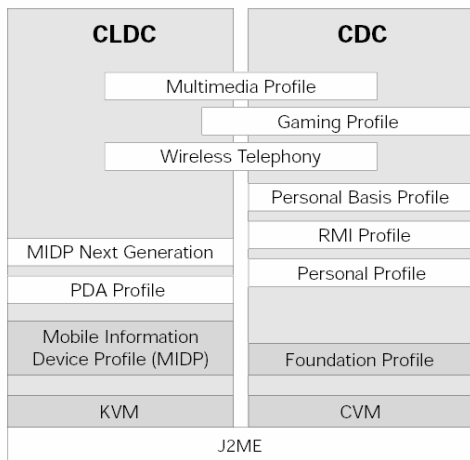 CLDC
CDC
Multimedia Profile
Gaming Profile
Wireless Telephony
Personal Basis Profile
RMI Profile
MIDP Next Generation
Personal Profile
PDA Profile
Mobile Information
Device Profile (MIDP)
Foundation Profile
KVM
CVM
J2ME